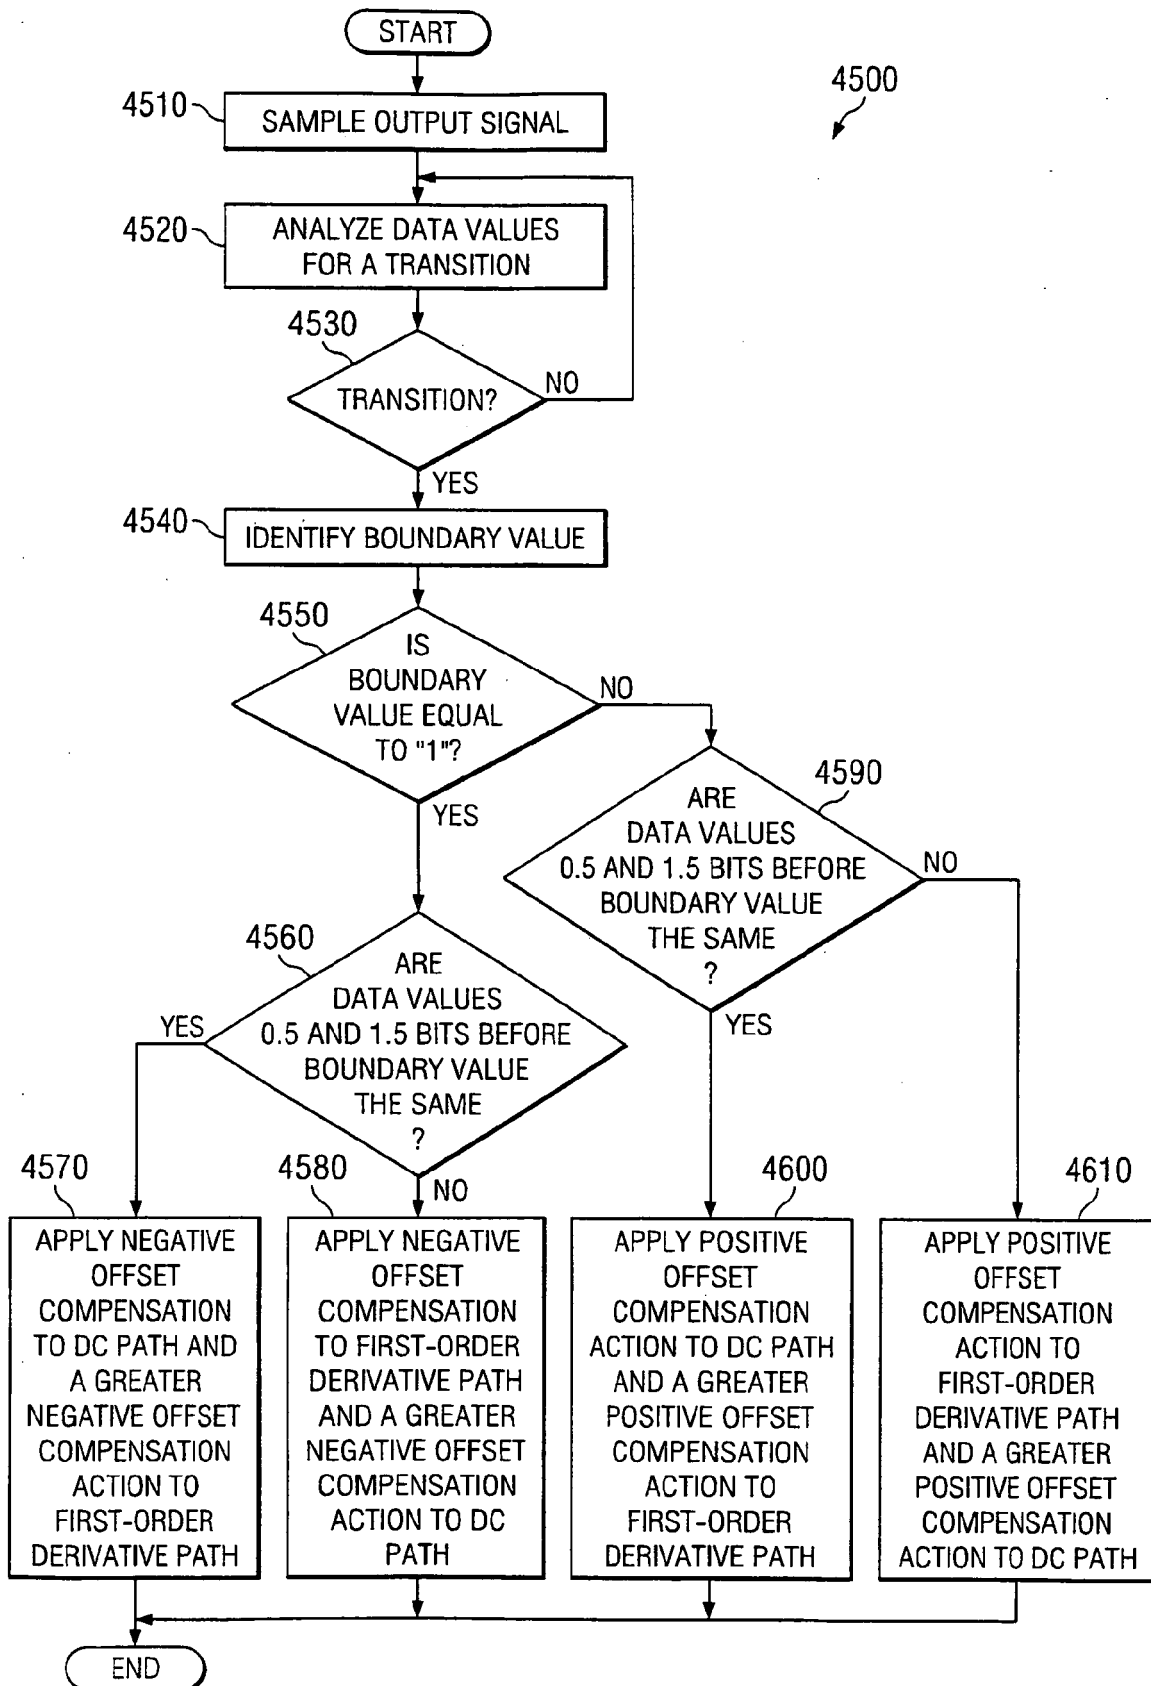 START
4500
4510
SAMPLE OUTPUT SIGNAL
4520
ANALYZE DATA VALUES
FOR A TRANSITION
4530
TRANSITION?
NO
YES
4540
IDENTIFY BOUNDARY VALUE
4550
IS
BOUNDARY
VALUE EQUAL
TO "1"?
NO
YES
4590
ARE
DATA VALUES
0.5 AND 1.5 BITS BEFORE
BOUNDARY VALUE
THE SAME
?
NO
YES
4560
ARE
DATA VALUES
0.5 AND 1.5 BITS BEFORE
BOUNDARY VALUE
THE SAME
?
YES
NO
4570
APPLY NEGATIVE
OFFSET
COMPENSATION
TO DC PATH AND
A GREATER
NEGATIVE OFFSET
COMPENSATION
ACTION TO
FIRST-ORDER
DERIVATIVE PATH
4580
APPLY NEGATIVE
OFFSET
COMPENSATION
TO FIRST-ORDER
DERIVATIVE PATH
AND A GREATER
NEGATIVE OFFSET
COMPENSATION
ACTION TO DC
PATH
4600
APPLY POSITIVE
OFFSET
COMPENSATION
ACTION TO DC PATH
AND A GREATER
POSITIVE OFFSET
COMPENSATION
ACTION TO
FIRST-ORDER
DERIVATIVE PATH
4610
APPLY POSITIVE
OFFSET
COMPENSATION
ACTION TO
FIRST-ORDER
DERIVATIVE PATH
AND A GREATER
POSITIVE OFFSET
COMPENSATION
ACTION TO DC PATH
END